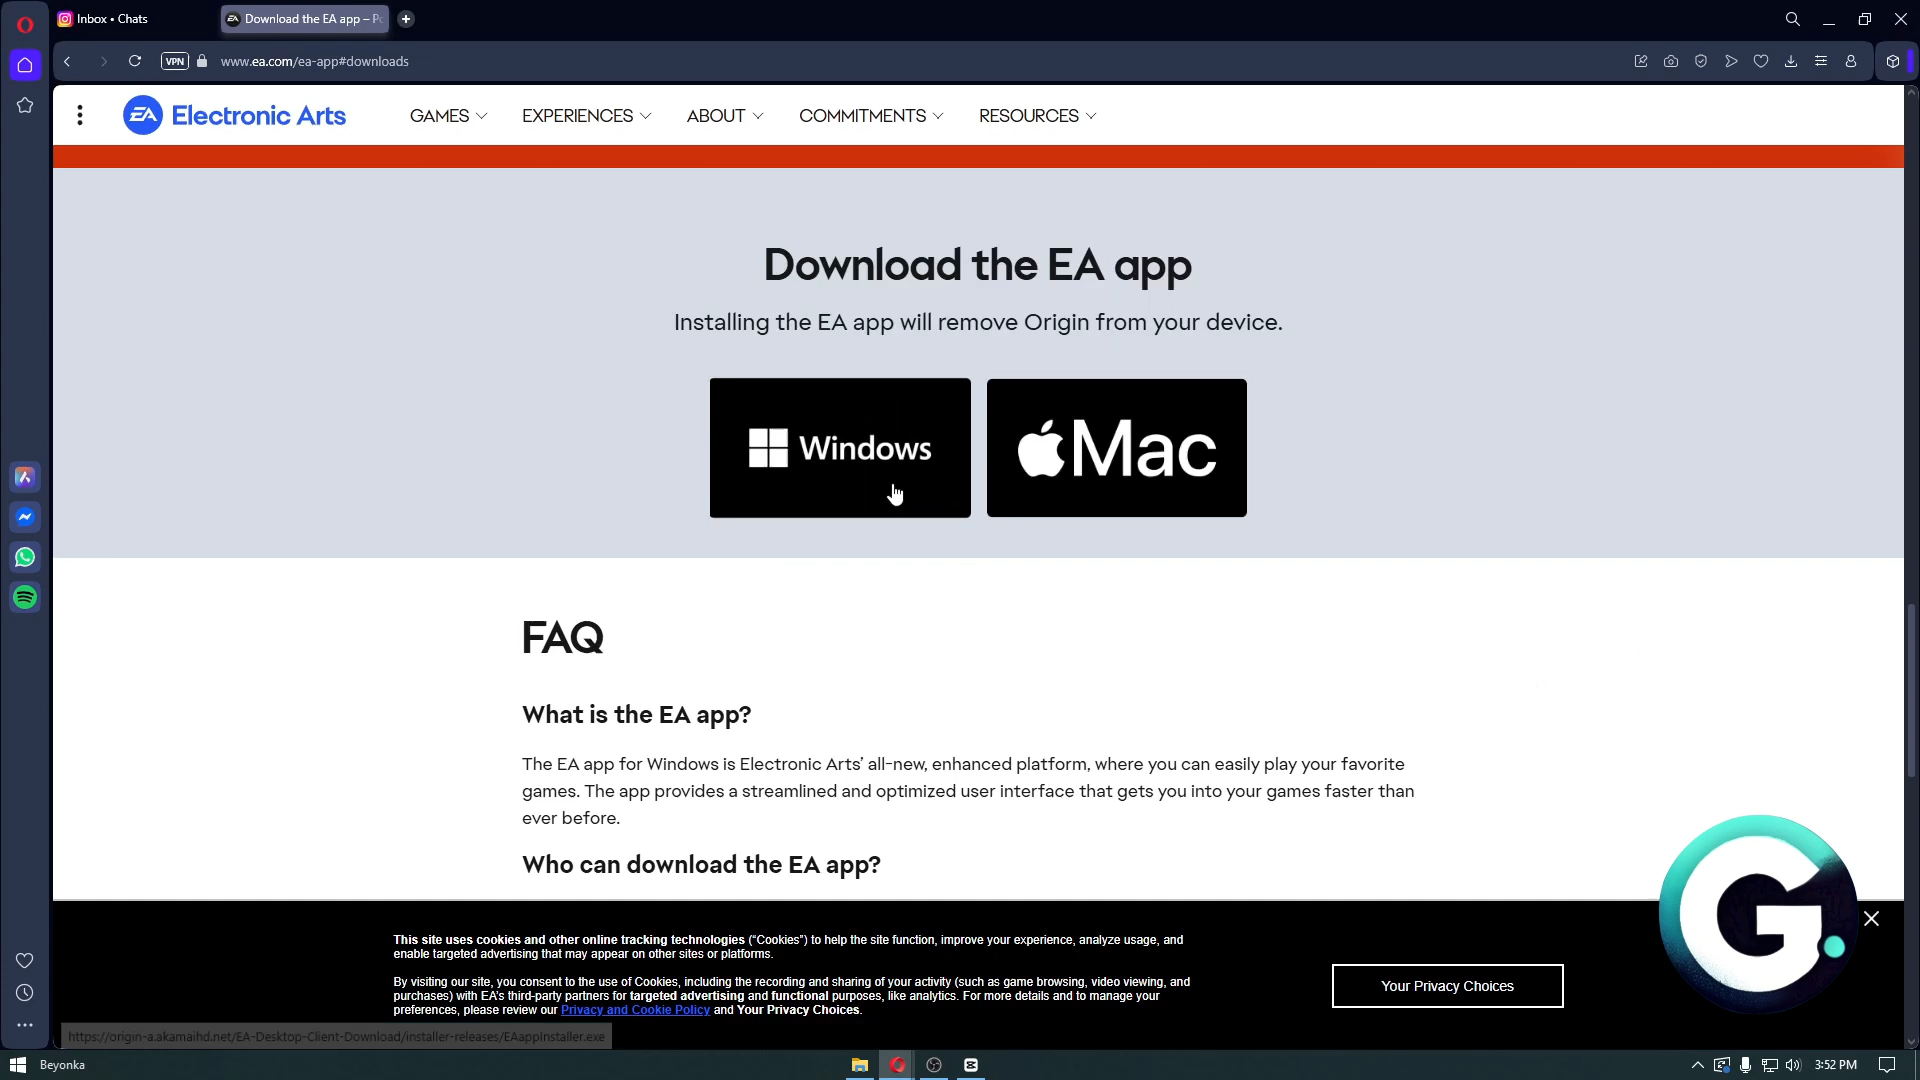 Inbox • Chats
Download the EA app – Po
VPN
www.ea.com/ea-app#downloads
EA Electronic Arts
GAMES
EXPERIENCES
ABOUT
COMMITMENTS
RESOURCES
Download the EA app
Installing the EA app will remove Origin from your device.
Windows
Mac
FAQ
What is the EA app?
The EA app for Windows is Electronic Arts’ all-new, enhanced platform, where you can easily play your favorite
games. The app provides a streamlined and optimized user interface that gets you into your games faster than
ever before.
Who can download the EA app?
This site uses cookies and other online tracking technologies (“Cookies”) to help the site function, improve your experience, analyze usage, and
enable targeted advertising that may appear on other sites or platforms.
By visiting our site, you consent to the use of Cookies, including the recording and sharing of your activity (such as game browsing, video viewing, and
purchases) with EA's third-party partners for targeted advertising and functional purposes, like analytics. For more details and to manage your
preferences, please review our Privacy and Cookie Policy and Your Privacy Choices.
Your Privacy Choices
G
https://origin-a.akamaihd.net/EA-Desktop-Client-Download/installer-releases/EAappInstaller.exe
Beyonka
3:52 PM